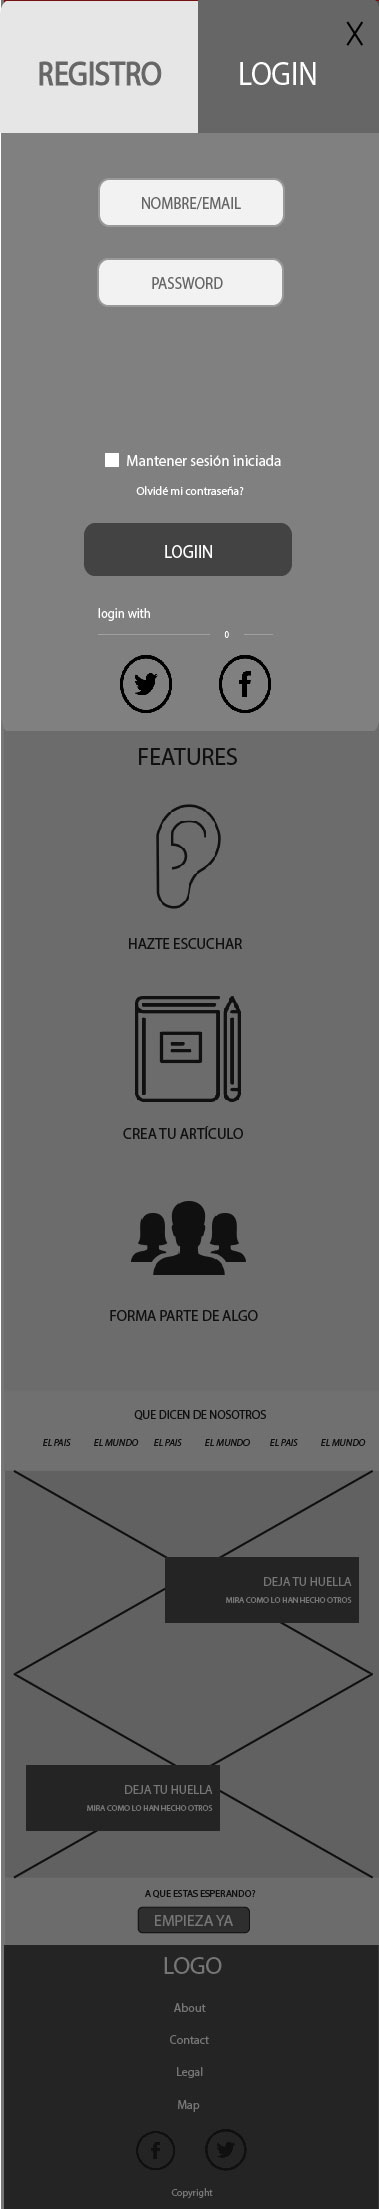 REGISTRO
LOGIN
X
NOMBRE/EMAIL
PASSWORD
Mantener sesión iniciada
Olvidé mi contraseña?
LOGIIN
login with
0
FEATURES
HAZTE ESCUCHAR
CREA TU ARTÍCULO
FORMA PARTE DE ALGO
QUE DICEN DE NOSOTROS
EL PAIS EL MUNDO EL PAIS EL MUNDO EL PAIS EL MUNDO
DEJA TU HUELLA
MIRA COMO LO HAN HECHO OTROS
DEJA TU HUELLA
MIRA COMO LO HAN HECHO OTROS
A QUE ESTAS ESPERANDO?
EMPIEZA YA
LOGO
About
Contact
Legal
Map
Copyright